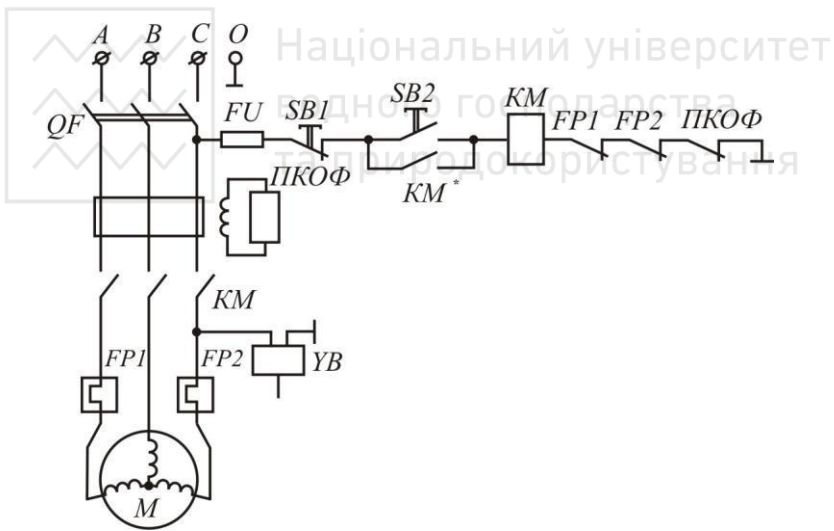 Національний університет
водного господарства
та природокористування
A B C O
QF
FU
SB1
SB2
KM
FP1
FP2
ПКОФ
KM*
ПКОФ
KM
FP1
FP2
YB
M